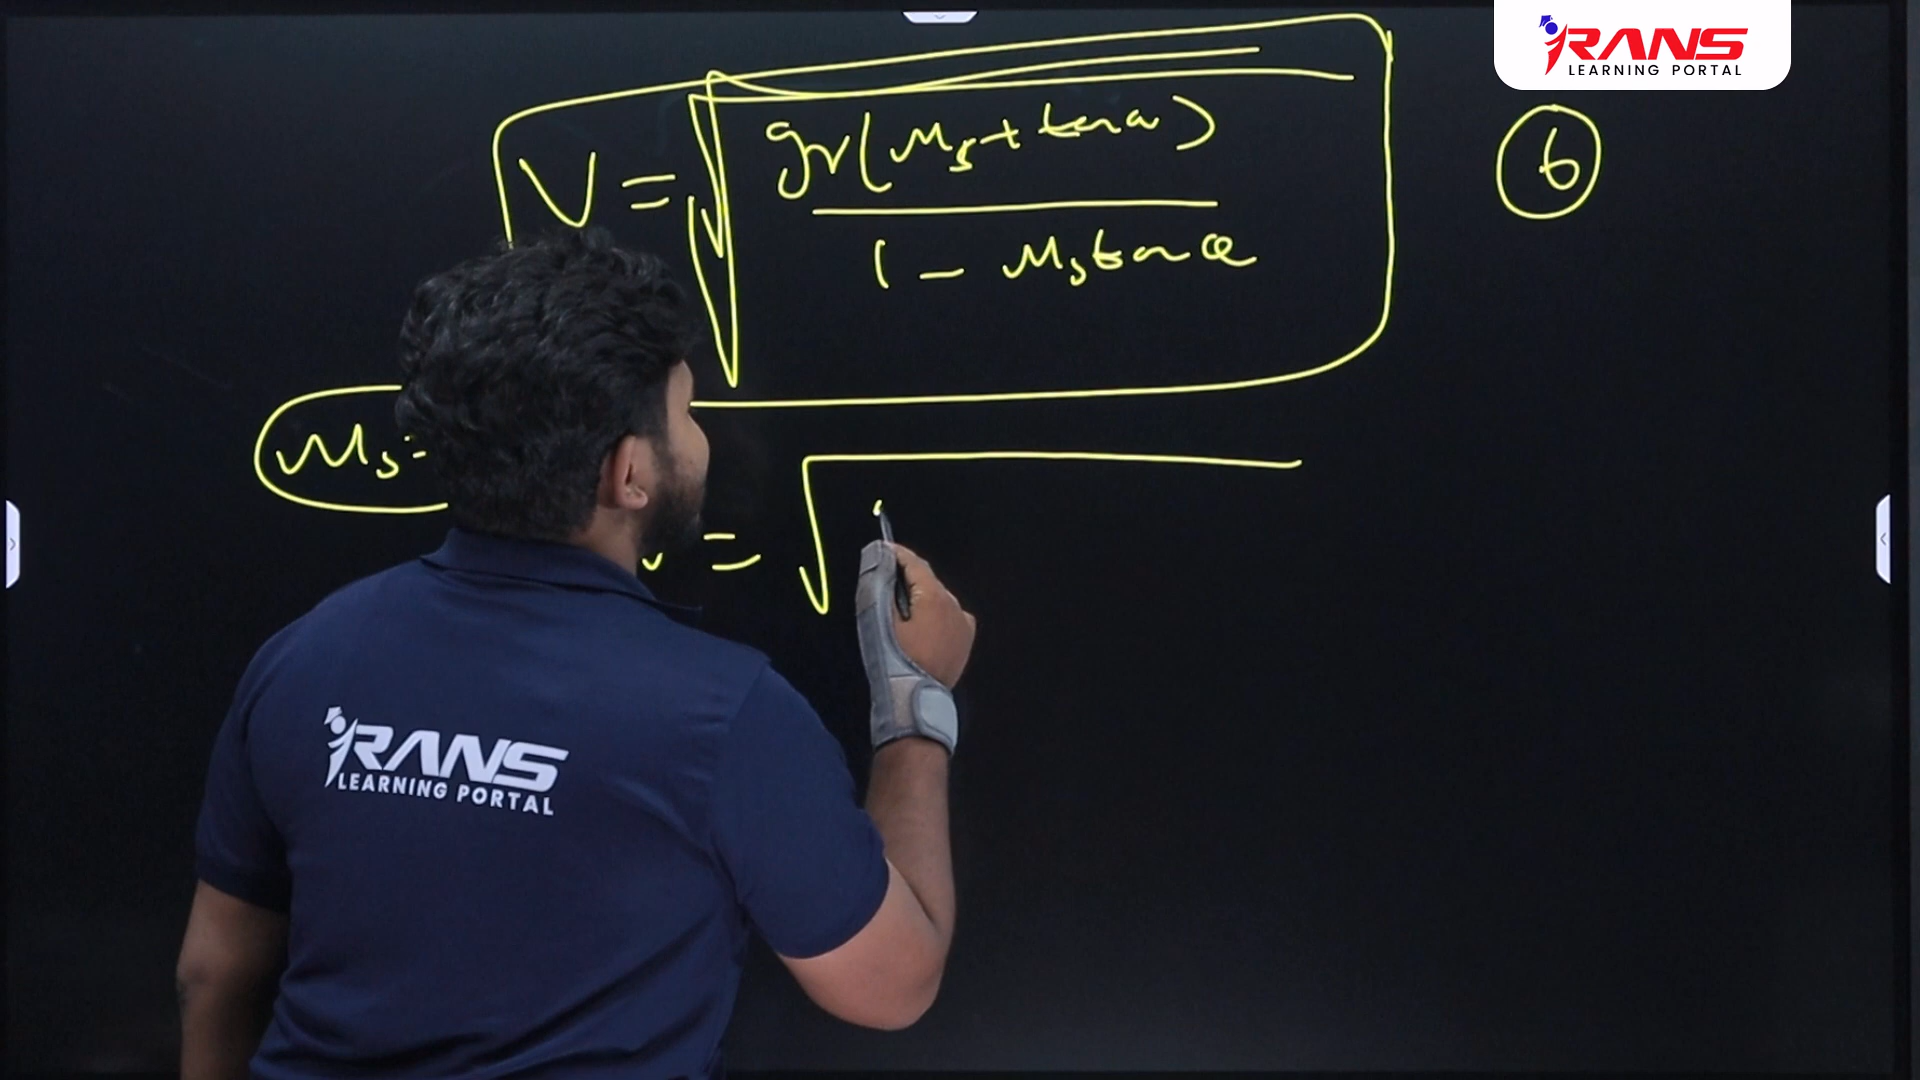 RANS
LEARNING PORTAL
V = √ gr(μs + tanα)
1 - μs tanα
6
μs =
v = √
RANS
LEARNING PORTAL